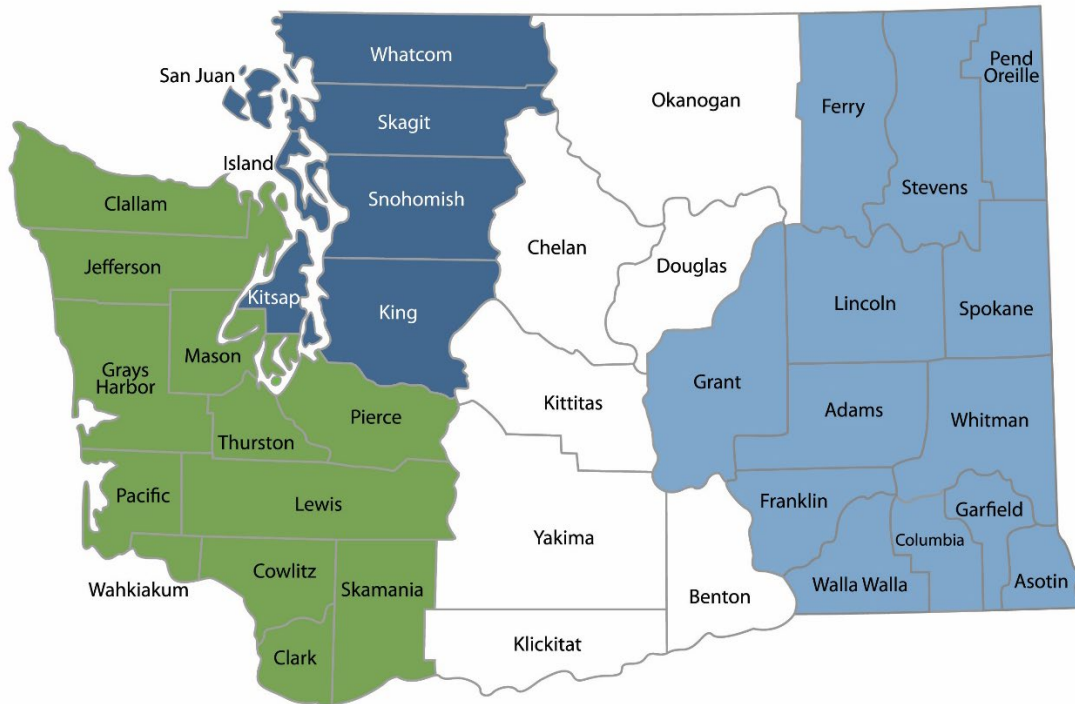 Whatcom
San Juan
Skagit
Island
Snohomish
Kitsap
King
Okanogan
Chelan
Douglas
Kittitas
Yakima
Klickitat
Benton
Ferry
Stevens
Pend
Oreille
Lincoln
Spokane
Grant
Adams
Whitman
Franklin
Walla Walla
Columbia
Garfield
Asotin
Clallam
Jefferson
Mason
Grays
Harbor
Thurston
Pierce
Pacific
Lewis
Wahkiakum
Cowlitz
Skamania
Clark